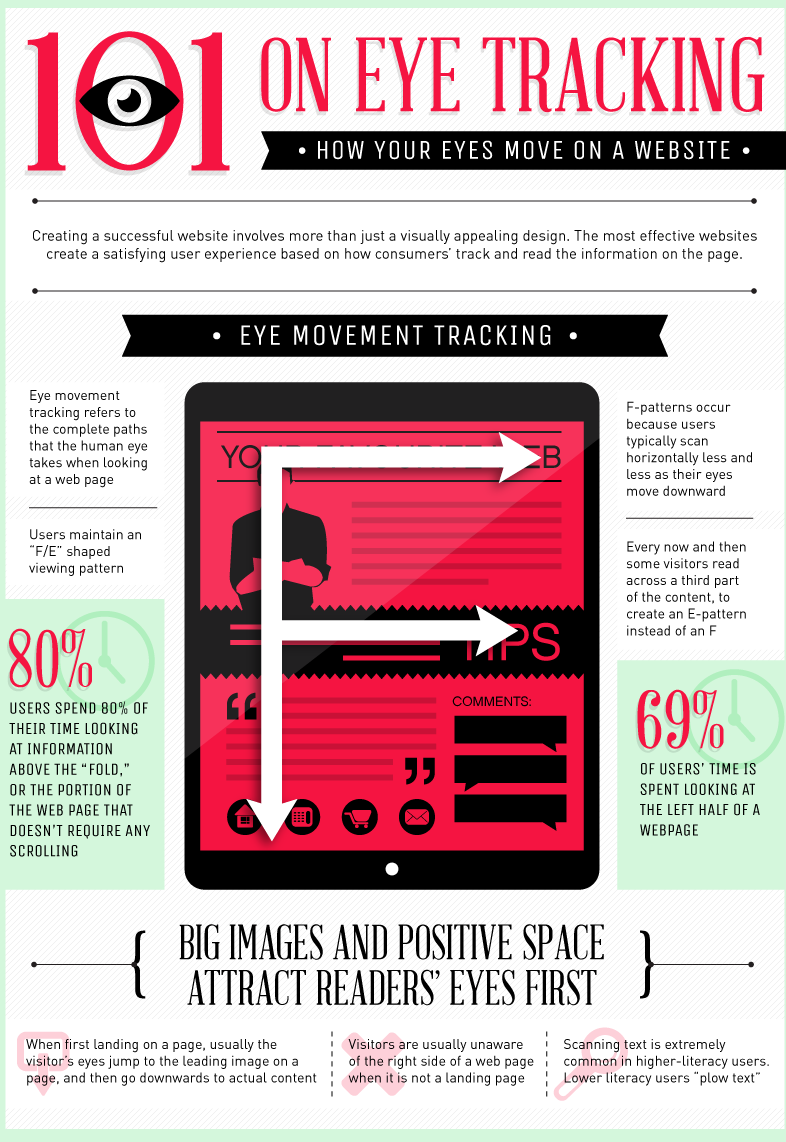 101 ON EYE TRACKING
• HOW YOUR EYES MOVE ON A WEBSITE •
Creating a successful website involves more than just a visually appealing design. The most effective websites
create a satisfying user experience based on how consumers’ track and read the information on the page.
• EYE MOVEMENT TRACKING •
Eye movement
tracking refers to
the complete paths
that the human eye
takes when looking
at a web page
Users maintain an
“F/E” shaped
viewing pattern
80%
USERS SPEND 80% OF
THEIR TIME LOOKING
AT INFORMATION
ABOVE THE “FOLD,”
OR THE PORTION OF
THE WEB PAGE THAT
DOESN’T REQUIRE ANY
SCROLLING
YOUR FAVOURITE WEB
TIPS
“
”
COMMENTS:
F-patterns occur
because users
typically scan
horizontally less and
less as their eyes
move downward
Every now and then
some visitors read
across a third part
of the content, to
create an E-pattern
instead of an F
69%
OF USERS’ TIME IS
SPENT LOOKING AT
THE LEFT HALF OF A
WEBPAGE
{ BIG IMAGES AND POSITIVE SPACE
ATTRACT READERS’ EYES FIRST }
When first landing on a page, usually the
visitor’s eyes jump to the leading image on a
page, and then go downwards to actual content
Visitors are usually unaware
of the right side of a web page
when it is not a landing page
Scanning text is extremely
common in higher-literacy users.
Lower literacy users “plow text”